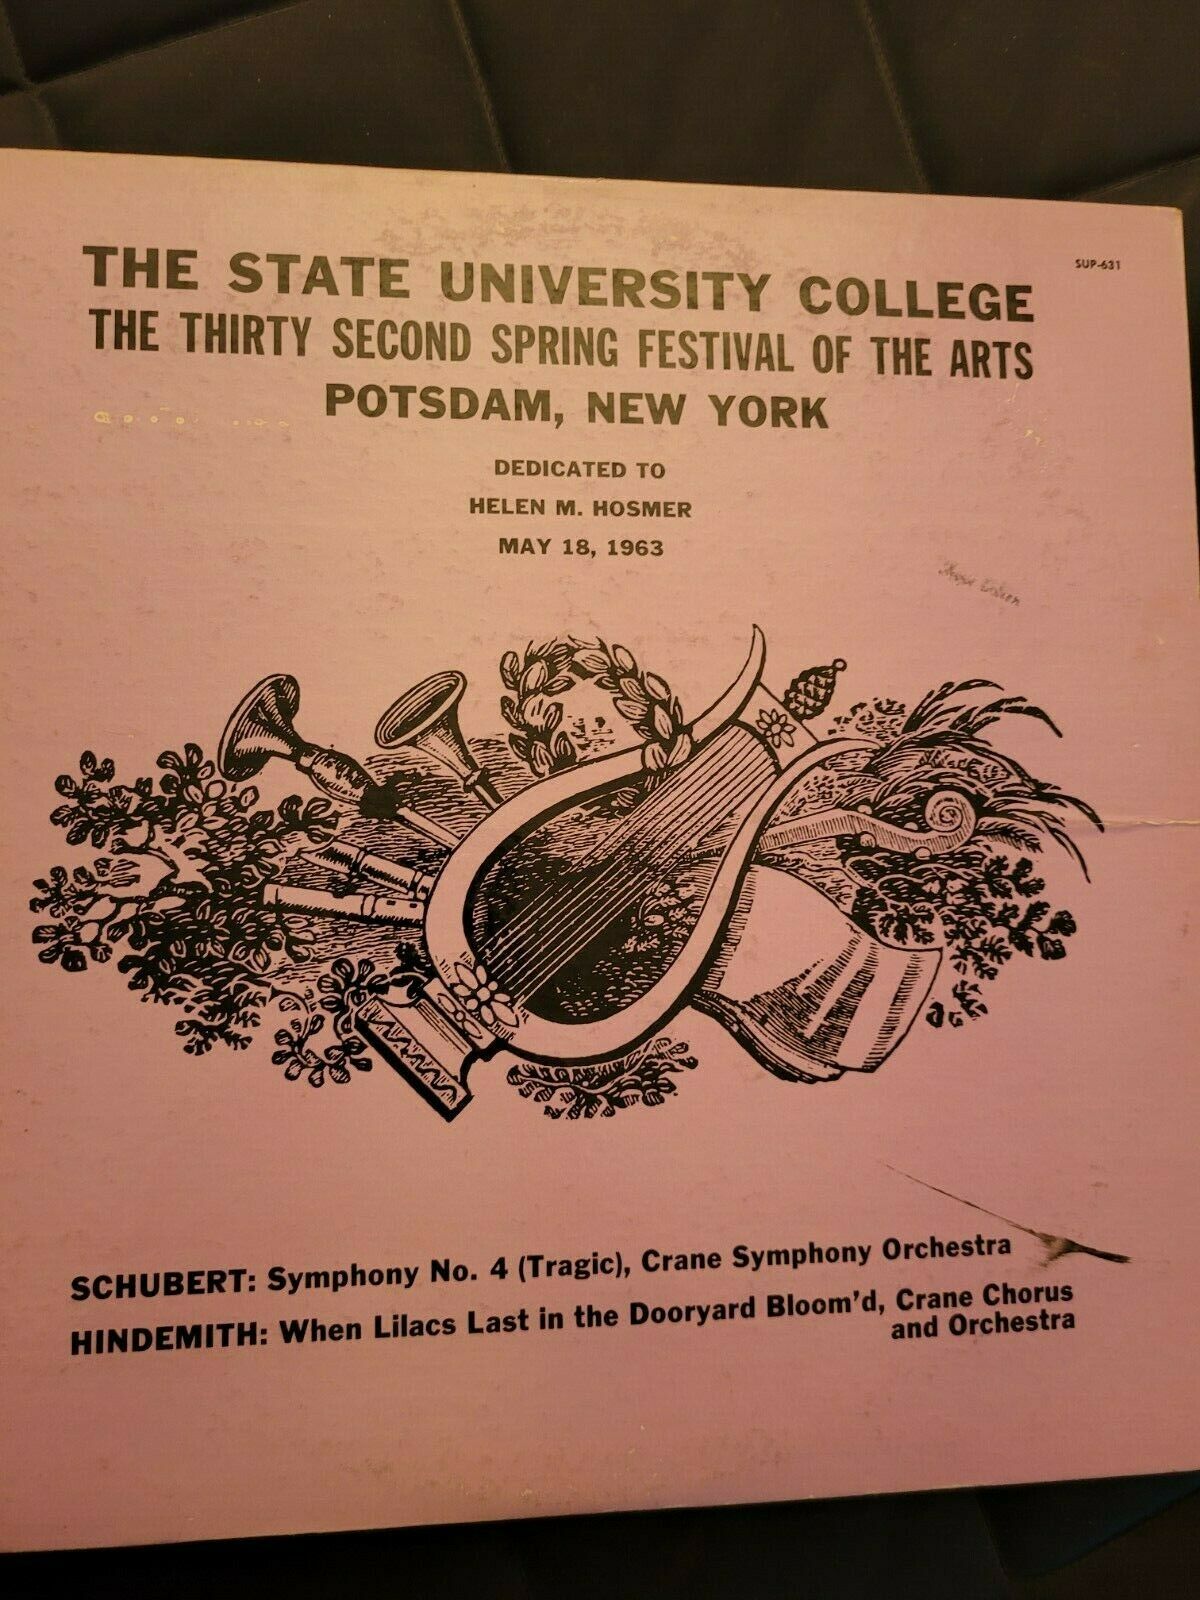 SUP-631
THE STATE UNIVERSITY COLLEGE
THE THIRTY SECOND SPRING FESTIVAL OF THE ARTS
POTSDAM, NEW YORK
DEDICATED TO
HELEN M. HOSMER
MAY 18, 1963
SCHUBERT: Symphony No. 4 (Tragic), Crane Symphony Orchestra
HINDEMITH: When Lilacs Last in the Dooryard Bloom'd, Crane Chorus
and Orchestra